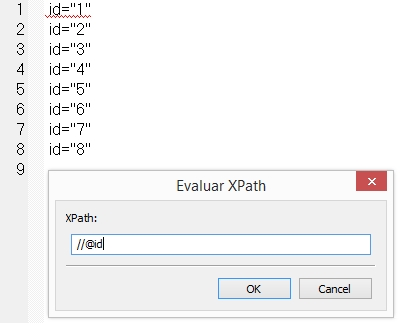 1 id="1"
2 id="2"
3 id="3"
4 id="4"
5 id="5"
6 id="6"
7 id="7"
8 id="8"
9
Evaluar XPath
XPath:
//@id
OK Cancel